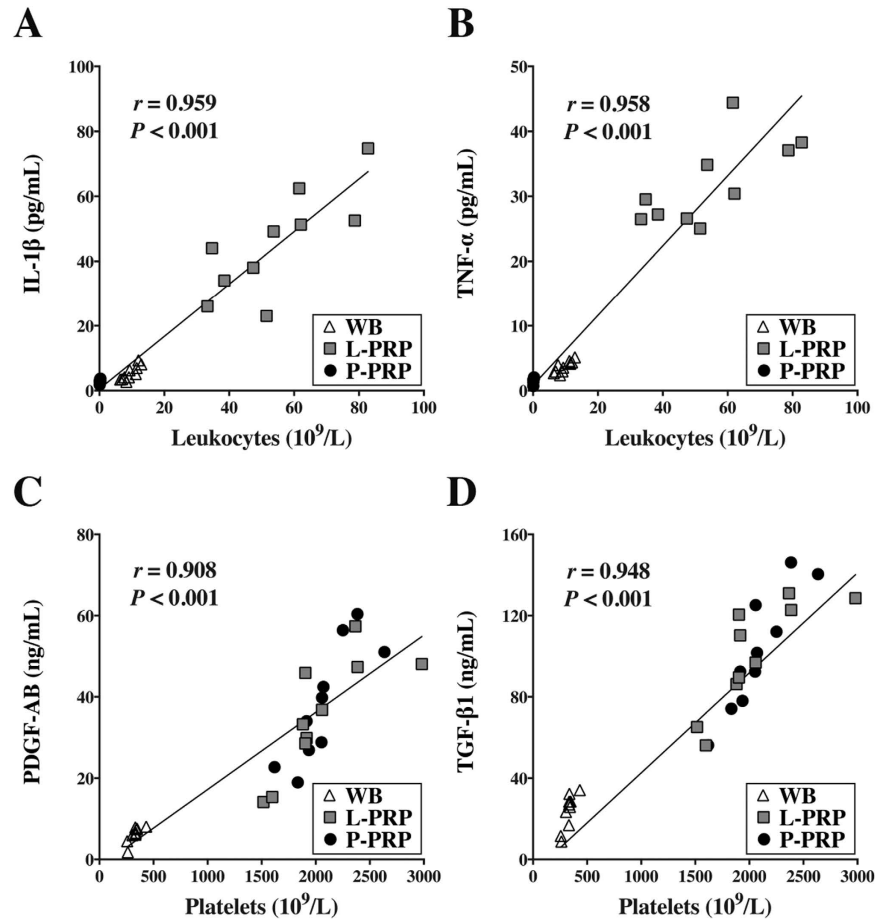 A
IL-1β (pg/mL)
100
80
60
40
20
0
r = 0.959
P < 0.001
WB
L-PRP
P-PRP
0 20 40 60 80 100
Leukocytes (10⁹/L)
B
TNF-α (pg/mL)
50
40
30
20
10
0
r = 0.958
P < 0.001
WB
L-PRP
P-PRP
0 20 40 60 80 100
Leukocytes (10⁹/L)
C
PDGF-AB (ng/mL)
80
60
40
20
0
r = 0.908
P < 0.001
WB
L-PRP
P-PRP
0 500 1000 1500 2000 2500 3000
Platelets (10⁹/L)
D
TGF-β1 (ng/mL)
160
120
80
40
0
r = 0.948
P < 0.001
WB
L-PRP
P-PRP
0 500 1000 1500 2000 2500 3000
Platelets (10⁹/L)